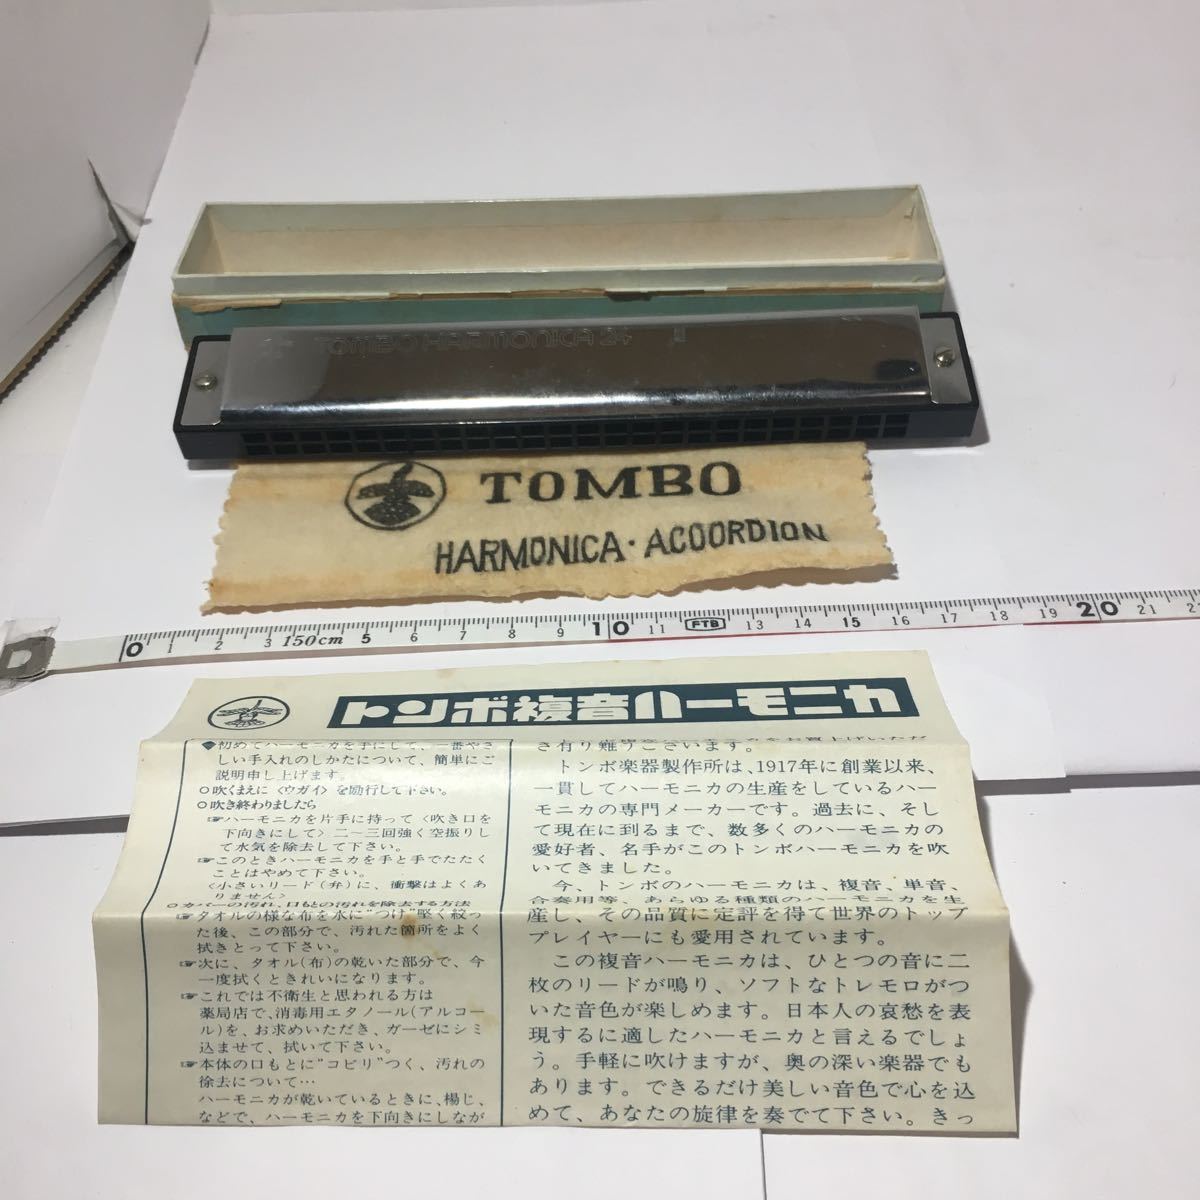 TOMBO HARMONICA 24
TOMBO
HARMONICA・ACOORDION
0 1 2 3 150cm 5 6 7 8 9 10 11 FTB 13 14 15 16 17 18 19 20 21
トンボ複音ハーモニカ
◆初めてハーモニカを手にして、一番やさ
しい手入れのしかたについて、簡単にご
説明申し上げます。
○吹くまえに〈ウガイ〉を励行して下さい。
○吹き終わりましたら
☞ハーモニカを片手に持って〈吹き口を
下向きにして〉二〜三回強く空振りし
て水気を除去して下さい。
☞このときハーモニカを手と手でたたく
ことはやめて下さい。
〈小さいリード(弁)に、衝撃はよくあ
りません〉
○カバーの汚れ、口もとの汚れを除去する方法
☞タオルの様な布を水に"つけ"堅く絞っ
た後、この部分で、汚れた箇所をよく
拭きとって下さい。
☞次に、タオル(布)の乾いた部分で、今
一度拭くときれいになります。
☞これでは不衛生と思われる方は
薬局店で、消毒用エタノール(アルコー
ル)を、お求めいただき、ガーゼにシミ
込ませて、拭いて下さい。
☞本体の口もとに"コビリ"つく、汚れの
徐去について…
ハーモニカが乾いているときに、楊じ、
などで、ハーモニカを下向きにしなが
をお買上げいただ
き有り難うございます。
トンボ楽器製作所は、1917年に創業以来、
一貫してハーモニカの生産をしているハー
モニカの専門メーカーです。過去に、そし
て現在に到るまで、数多くのハーモニカの
愛好者、名手がこのトンボハーモニカを吹
いてきました。
今、トンボのハーモニカは、複音、単音、
合奏用等、あらゆる種類のハーモニカを生
産し、その品質に定評を得て世界のトップ
プレイヤーにも愛用されています。
この複音ハーモニカは、ひとつの音に二
枚のリードが鳴り、ソフトなトレモロがつ
いた音色が楽しめます。日本人の哀愁を表
現するに適したハーモニカと言えるでしょ
う。手軽に吹けますが、奥の深い楽器でも
あります。できるだけ美しい音色で心を込
めて、あなたの旋律を奏でて下さい。きっ